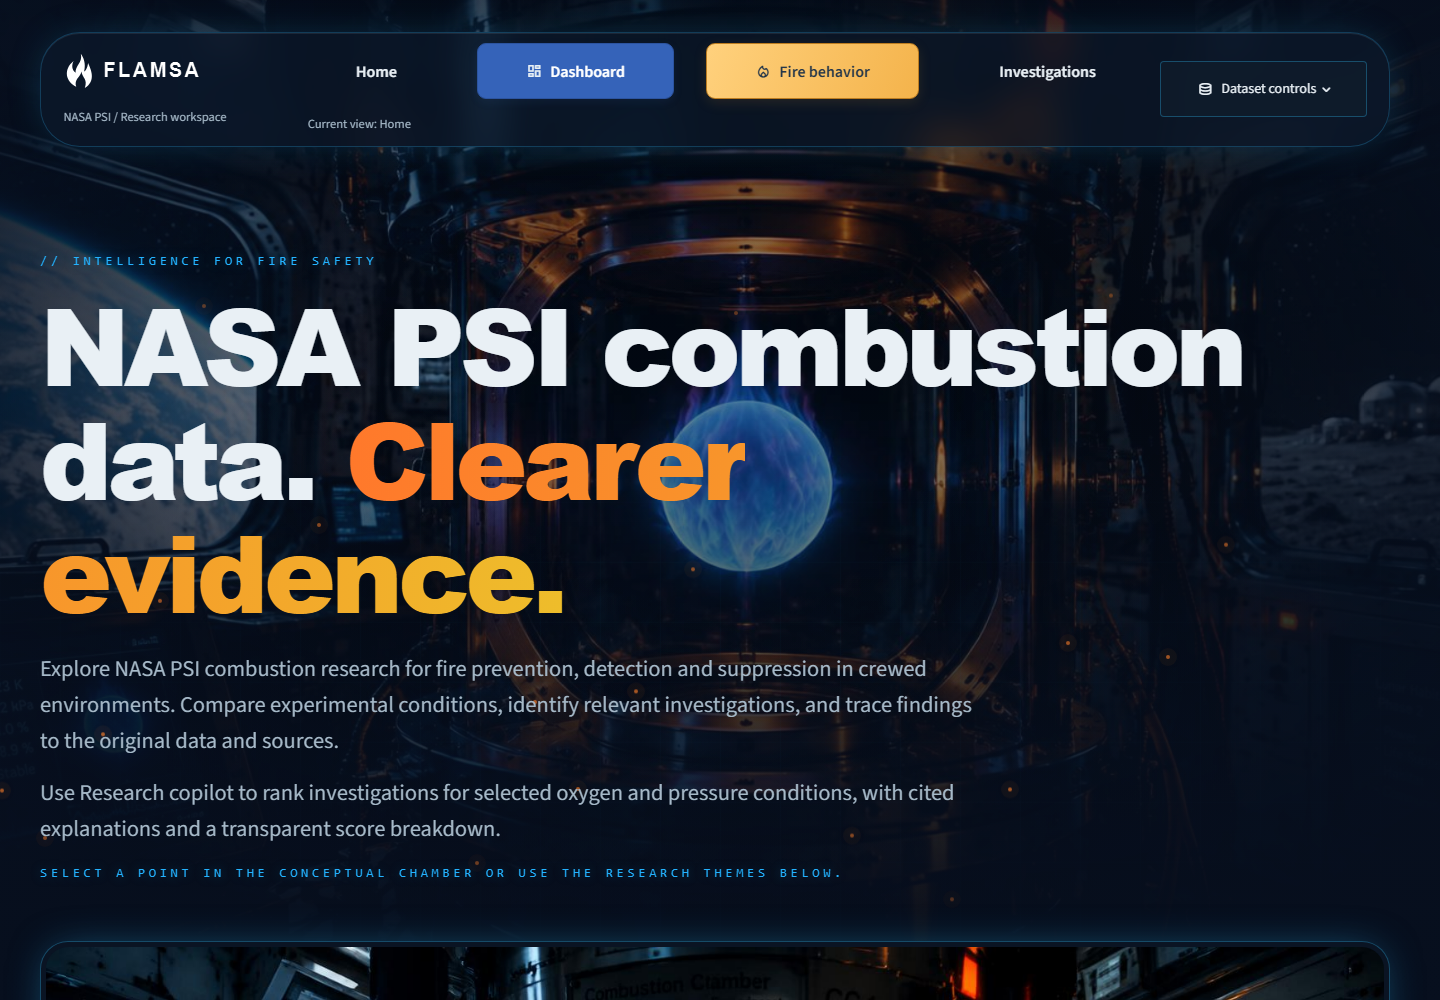 FLAMSA
NASA PSI / Research workspace
Home
Dashboard
Fire behavior
Investigations
Dataset controls
Current view: Home
// INTELLIGENCE FOR FIRE SAFETY
NASA PSI combustion
data. Clearer
evidence.
Explore NASA PSI combustion research for fire prevention, detection and suppression in crewed
environments. Compare experimental conditions, identify relevant investigations, and trace findings
to the original data and sources.
Use Research copilot to rank investigations for selected oxygen and pressure conditions, with cited
explanations and a transparent score breakdown.
SELECT A POINT IN THE CONCEPTUAL CHAMBER OR USE THE RESEARCH THEMES BELOW.
Combustion Ctamber